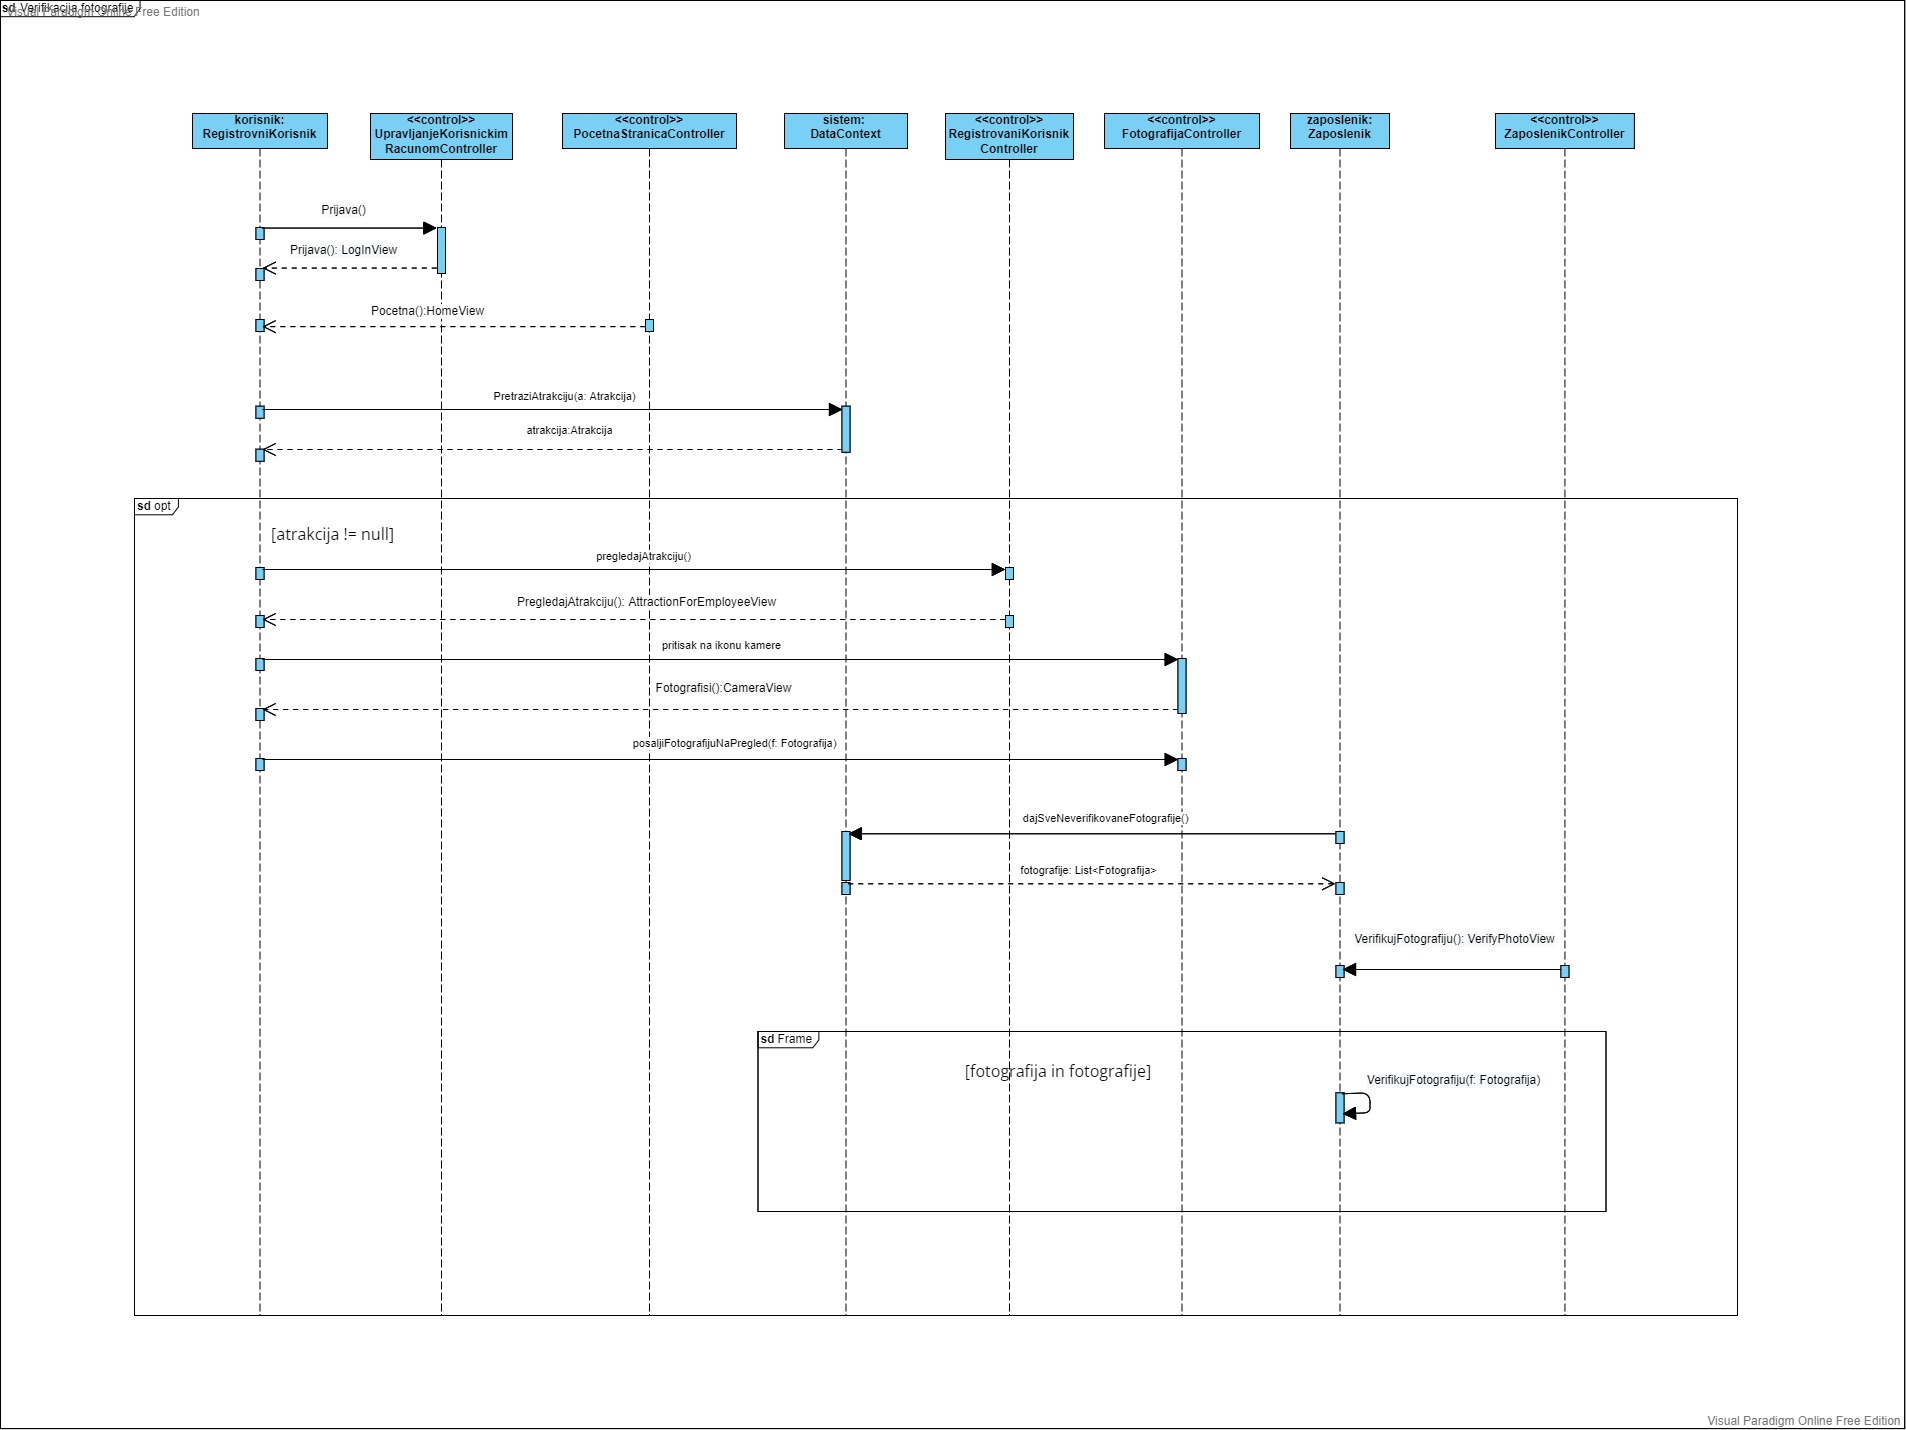 sd Verifikacija fotografije
Visual Paradigm Online Free Edition
korisnik:
RegistrovniKorisnik
<<control>>
UpravljanjeKorisnickim
RacunomController
<<control>>
PocetnaStranicaController
sistem:
DataContext
<<control>>
RegistrovaniKorisnik
Controller
<<control>>
FotografijaController
zaposlenik:
Zaposlenik
<<control>>
ZaposlenikController
Prijava()
Prijava(): LogInView
Pocetna():HomeView
PretraziAtrakciju(a: Atrakcija)
atrakcija:Atrakcija
sd opt
[atrakcija != null]
pregledajAtrakciju()
PregledajAtrakciju(): AttractionForEmployeeView
pritisak na ikonu kamere
Fotografisi():CameraView
posaljiFotografijuNaPregled(f: Fotografija)
dajSveNeverifikovaneFotografije()
fotografije: List<Fotografija>
VerifikujFotografiju(): VerifyPhotoView
sd Frame
[fotografija in fotografije]
VerifikujFotografiju(f: Fotografija)
Visual Paradigm Online Free Edition